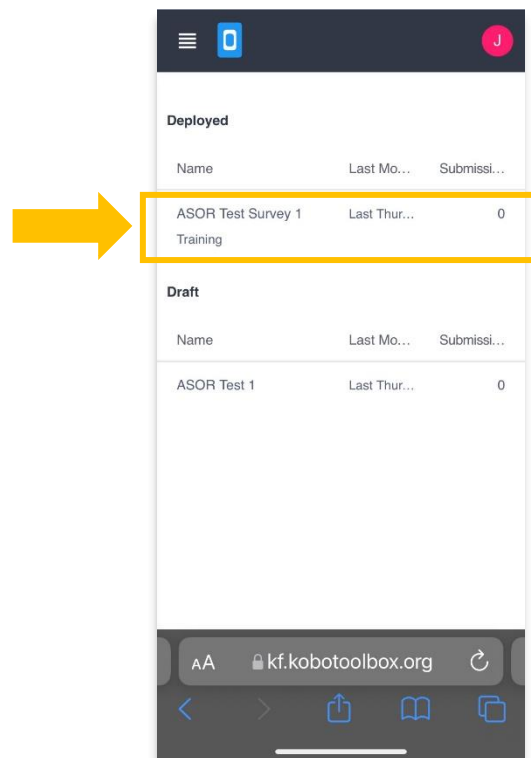 J
Deployed
Name Last Mo... Submissi...
ASOR Test Survey 1 Last Thur... 0
Training
Draft
Name Last Mo... Submissi...
ASOR Test 1 Last Thur... 0
AA kf.kobotoolbox.org